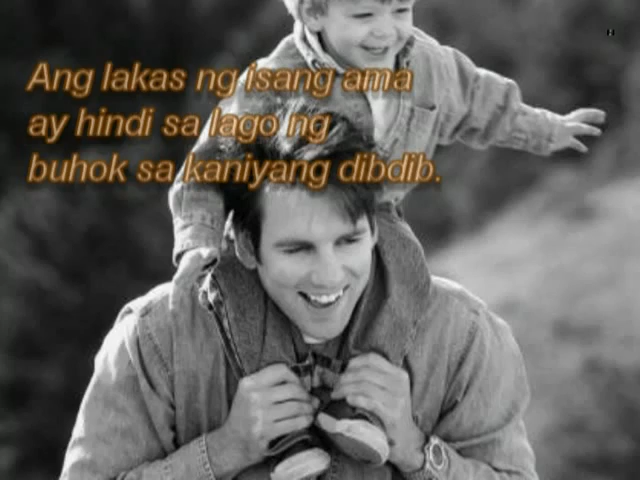 Ang lakas ng isang ama
ay hindi sa lago ng
buhok sa kaniyang dibdib.